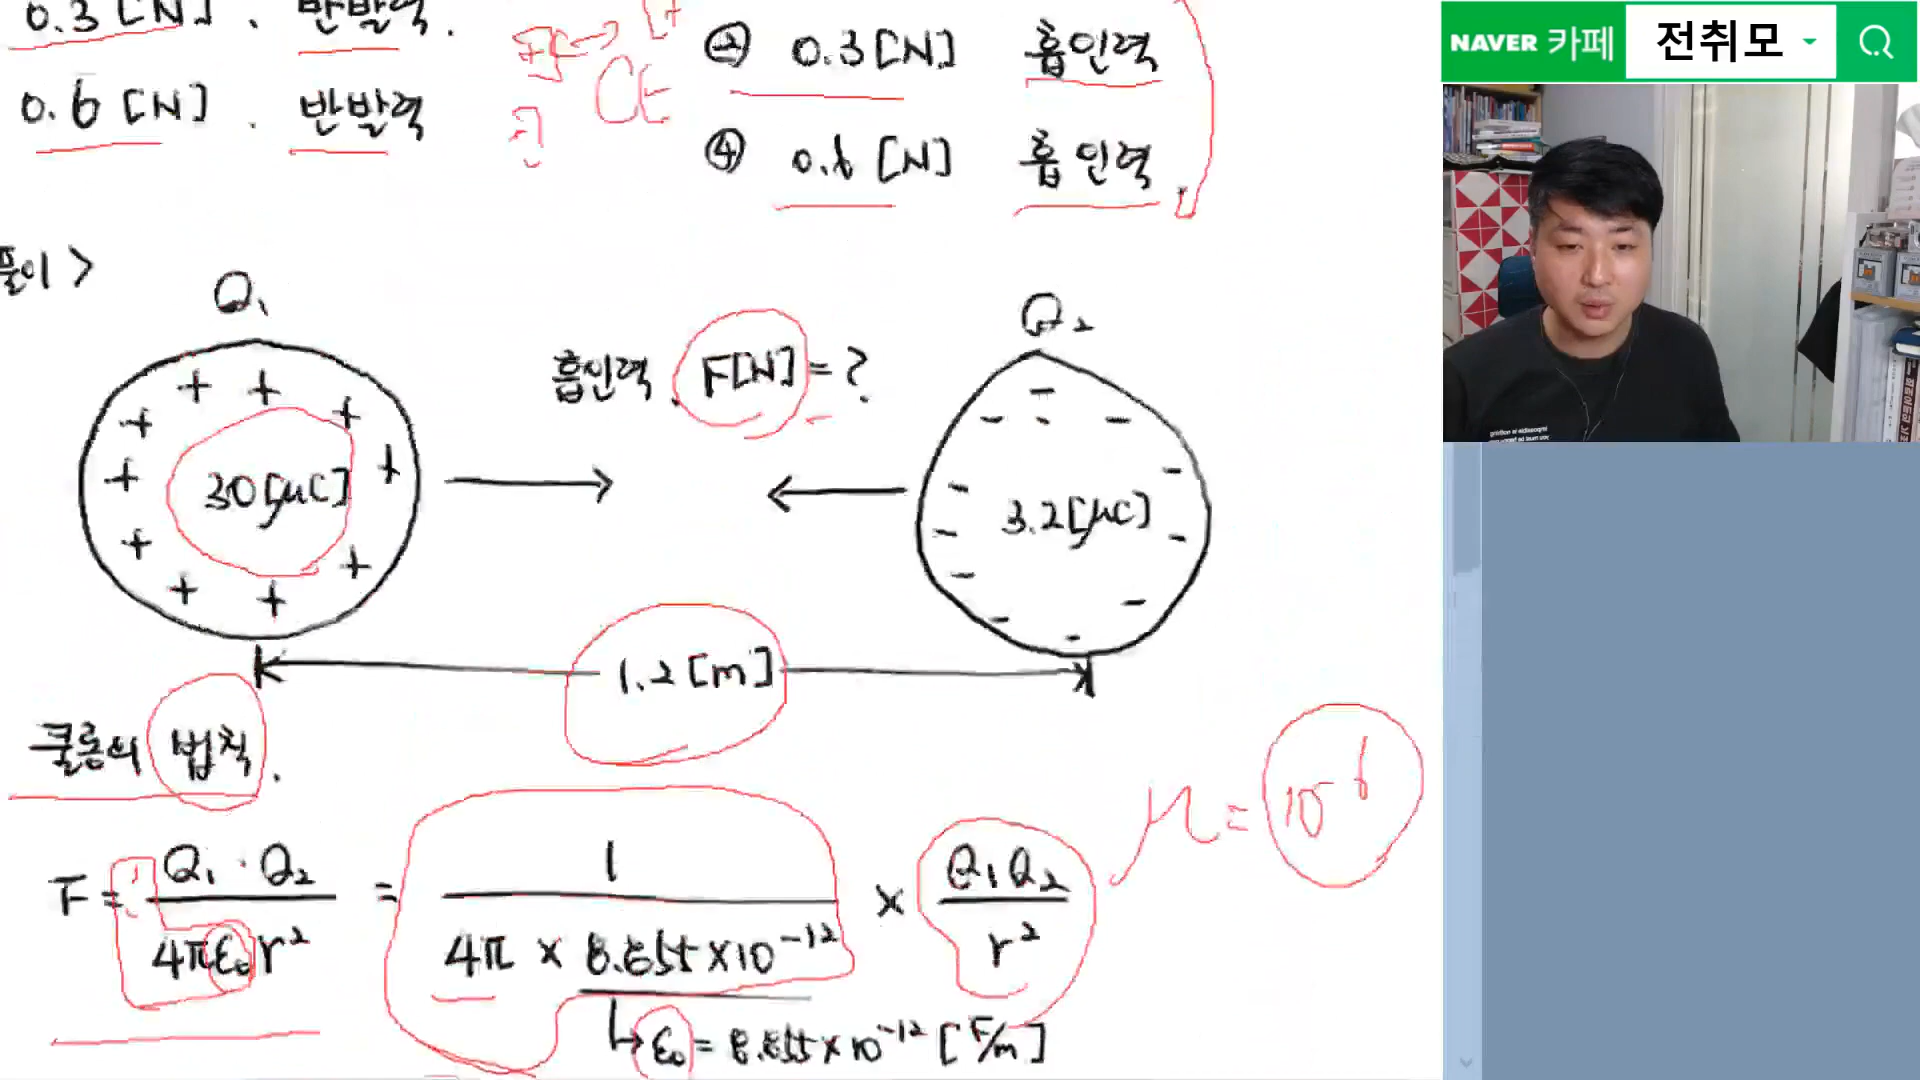 0.3 [N]. 반발력.
② 0.3 [N] 흡인력
0.6 [N]. 반발력
CE
④ 0.6 [N] 흡인력
풀이 >
Q₁
Q₂
흡인력. F[N] = ?
30[μC]
3.2[μC]
1.2 [m]
쿨롱의 법칙.
μ = 10⁻⁶
F = Q₁ · Q₂ / 4πε₀r² = 1 / 4π × 8.855×10⁻¹² × Q₁Q₂ / r²
↳ ε₀ = 8.855×10⁻¹² [F/m]
NAVER 카페 전취모